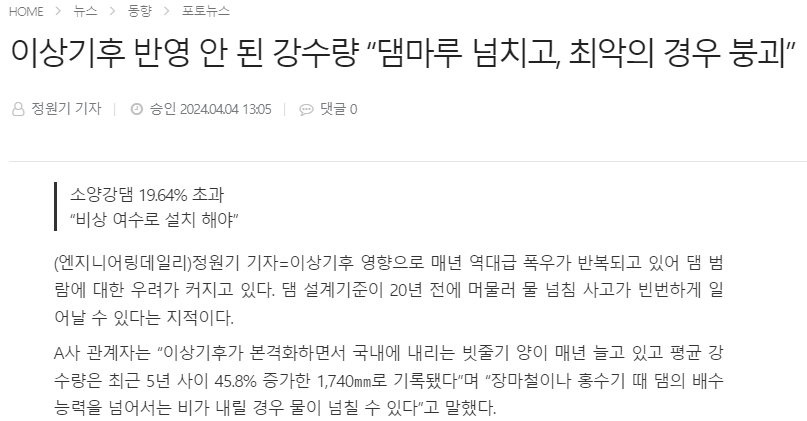 HOME > 뉴스 > 동향 > 포토뉴스
이상기후 반영 안 된 강수량 “댐마루 넘치고, 최악의 경우 붕괴”
정원기 기자 승인 2024.04.04 13:05 댓글 0
소양강댐 19.64% 초과
“비상 여수로 설치 해야”
(엔지니어링데일리)정원기 기자=이상기후 영향으로 매년 역대급 폭우가 반복되고 있어 댐 범
람에 대한 우려가 커지고 있다. 댐 설계기준이 20년 전에 머물러 물 넘침 사고가 빈번하게 일
어날 수 있다는 지적이다.
A사 관계자는 “이상기후가 본격화하면서 국내에 내리는 빗줄기 양이 매년 늘고 있고 평균 강
수량은 최근 5년 사이 45.8% 증가한 1,740㎜로 기록됐다”며 “장마철이나 홍수기 때 댐의 배수
능력을 넘어서는 비가 내릴 경우 물이 넘칠 수 있다”고 말했다.